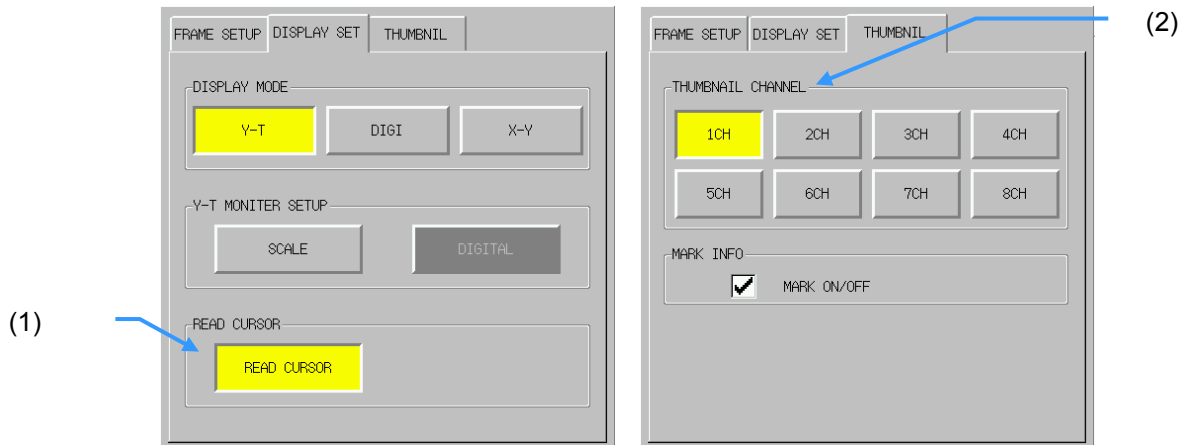 FRAME SETUP DISPLAY SET THUMBNIL
DISPLAY MODE
Y-T DIGI X-Y
Y-T MONITER SETUP
SCALE DIGITAL
(1)
READ CURSOR
READ CURSOR
FRAME SETUP DISPLAY SET THUMBNIL
(2)
THUMBNAIL CHANNEL
1CH 2CH 3CH 4CH
5CH 6CH 7CH 8CH
MARK INFO
MARK ON/OFF